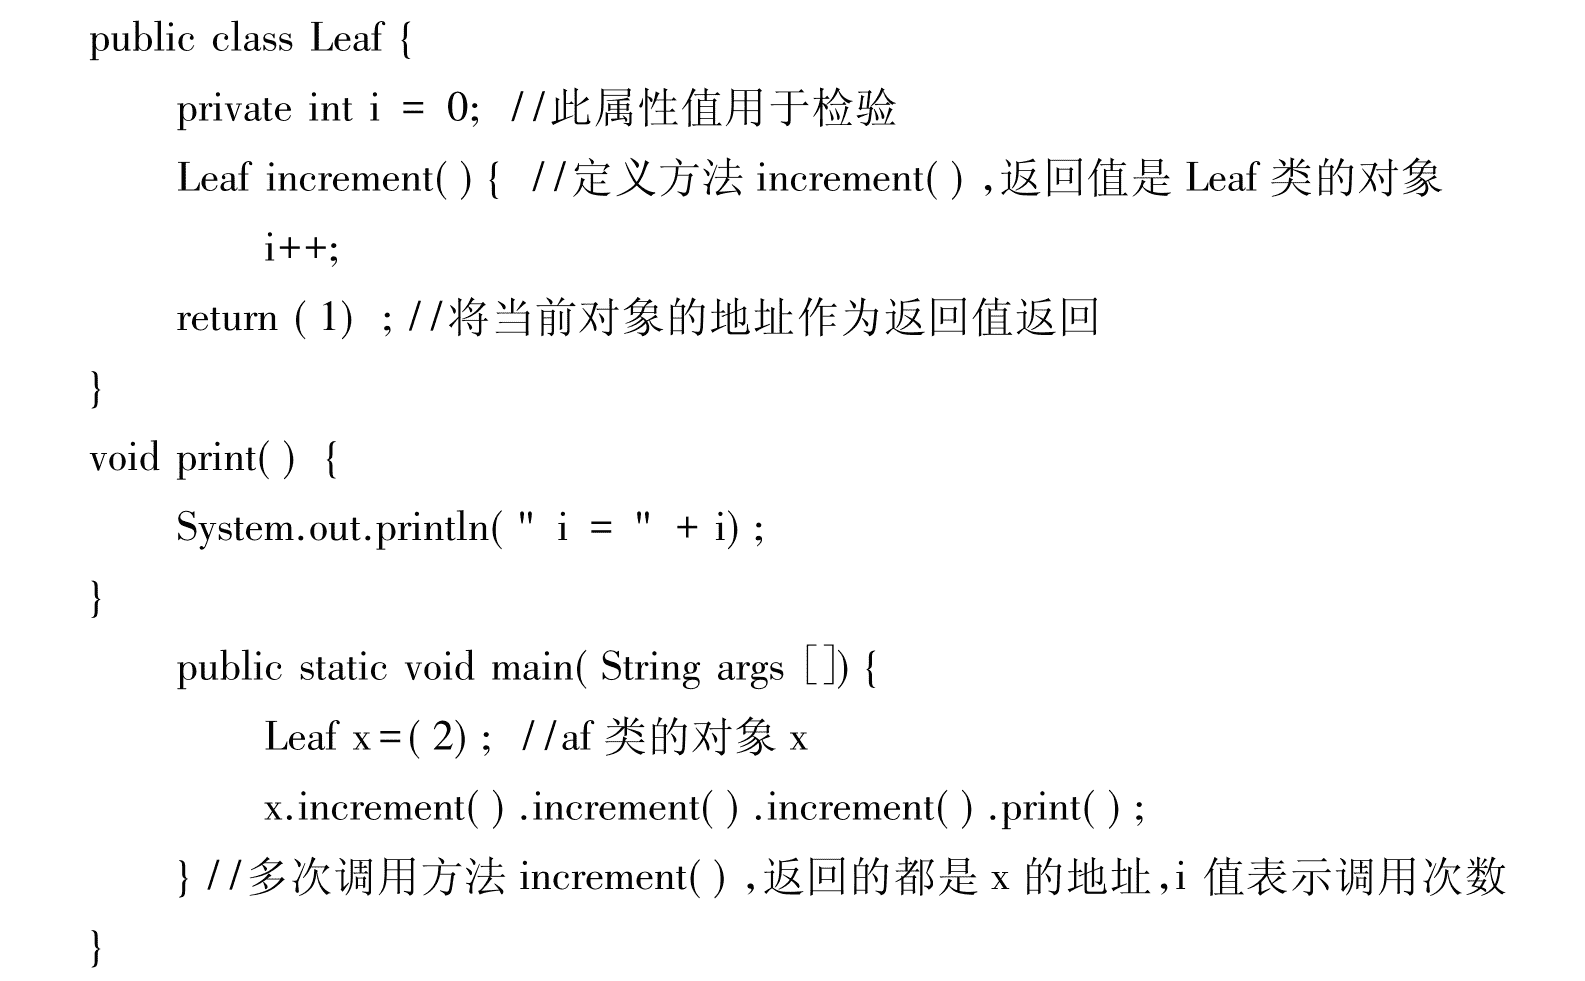 public class Leaf {
private int i = 0; //此属性值用于检验
Leaf increment( ) { //定义方法 increment( ) ,返回值是 Leaf 类的对象
i++;
return ( 1) ; //将当前对象的地址作为返回值返回
}
void print( ) {
System.out.println( " i = " + i) ;
}
public static void main( String args []) {
Leaf x=( 2) ; //af 类的对象 x
x.increment( ) .increment( ) .increment( ) .print( ) ;
} //多次调用方法 increment( ) ,返回的都是 x 的地址,i 值表示调用次数
}